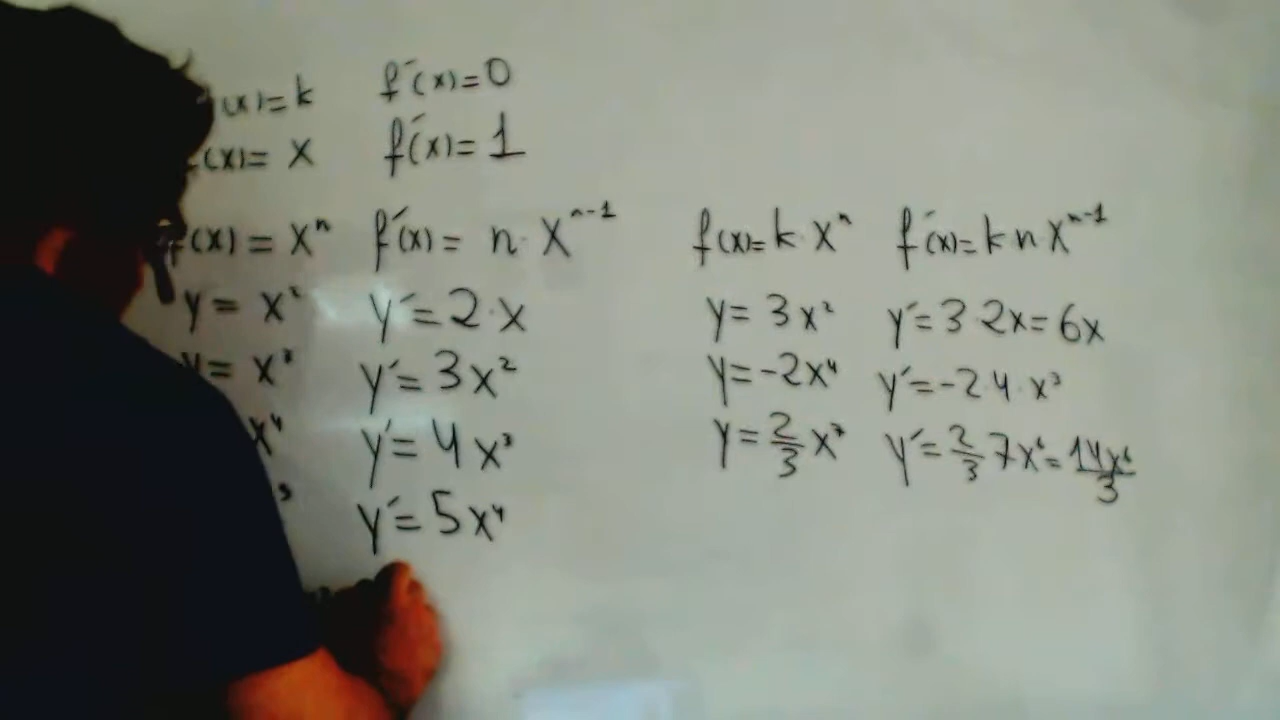 (x)=k f´(x)=0
f(x)= x f´(x)= 1
f(x) = xⁿ f´(x)= n· xⁿ⁻¹ f(x)=k·xⁿ f´(x)=k n xⁿ⁻¹
y = x² y´=2·x y= 3x² y´=3·2x=6x
y= x³ y´=3x² y=-2x⁴ y´=-2 4·x³
x⁴ y´=4x³ y=2/3 x⁷ y´=2/3 7x⁶=14x⁶/3
⁵ y´=5x⁴